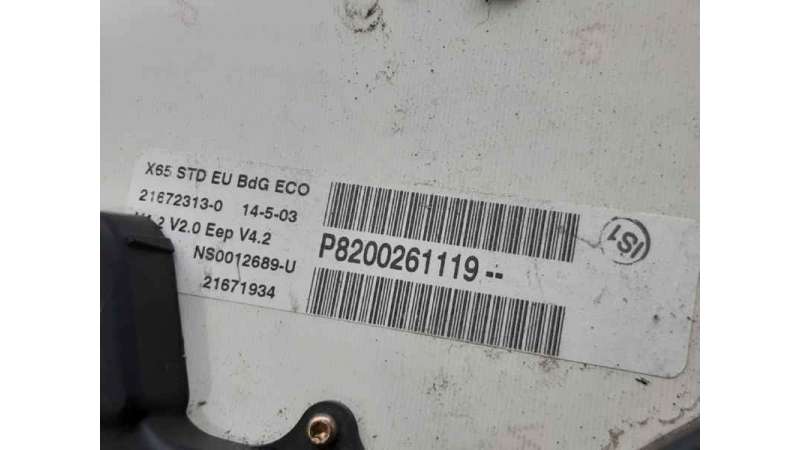 X65 STD EU BdG ECO
21672313-0 14-5-03
V2.0 Eep V4.2
NS0012689-U
21671934
P8200261119--
IS1